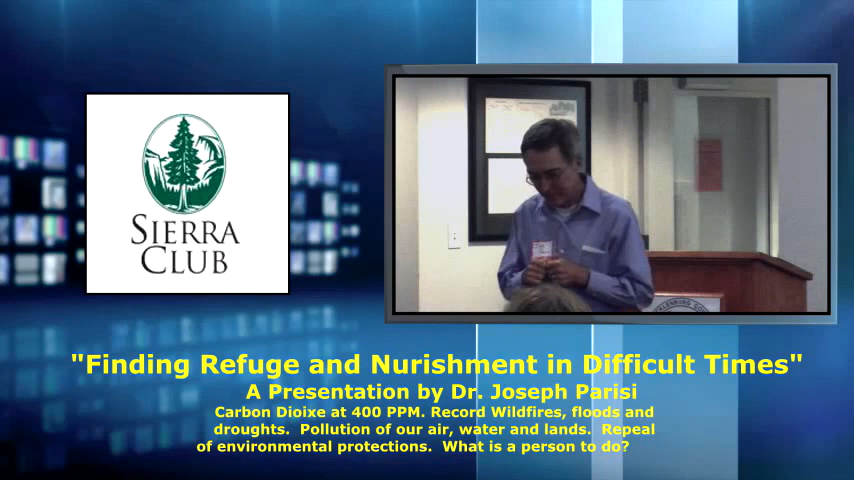 SIERRA
CLUB
KLENBURG COU
"Finding Refuge and Nurishment in Difficult Times"
A Presentation by Dr. Joseph Parisi
Carbon Dioixe at 400 PPM. Record Wildfires, floods and
droughts.  Pollution of our air, water and lands.  Repeal
of environmental protections.  What is a person to do?